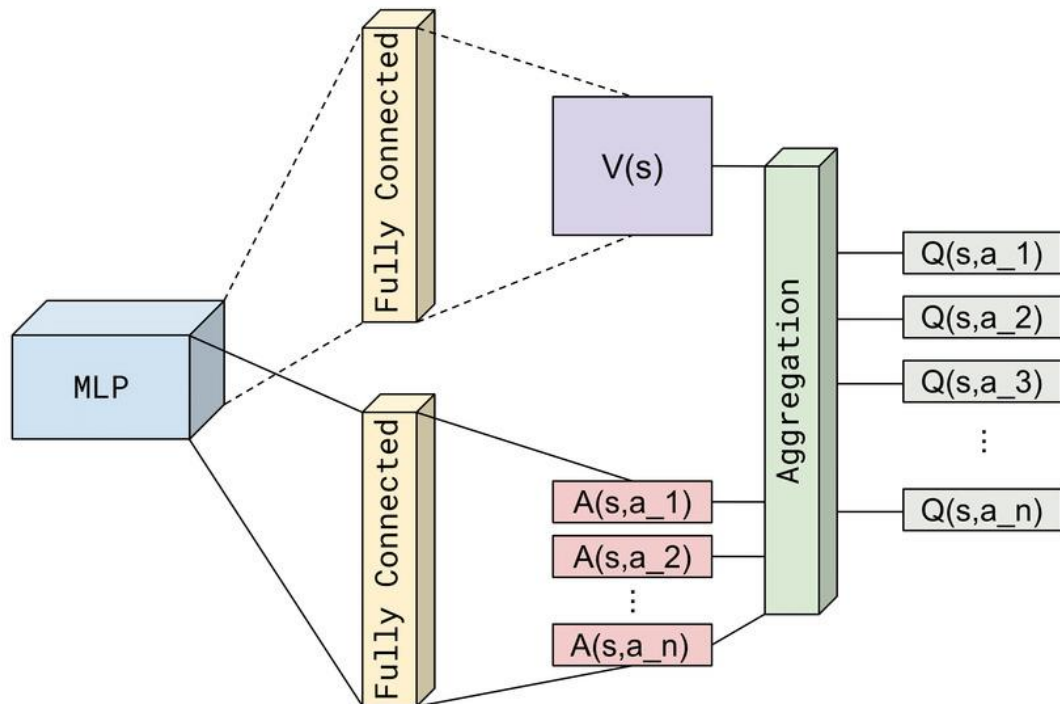 Fully Connected
V(s)
MLP
Fully Connected
A(s,a_1)
A(s,a_2)
⋮
A(s,a_n)
Aggregation
Q(s,a_1)
Q(s,a_2)
Q(s,a_3)
⋮
Q(s,a_n)